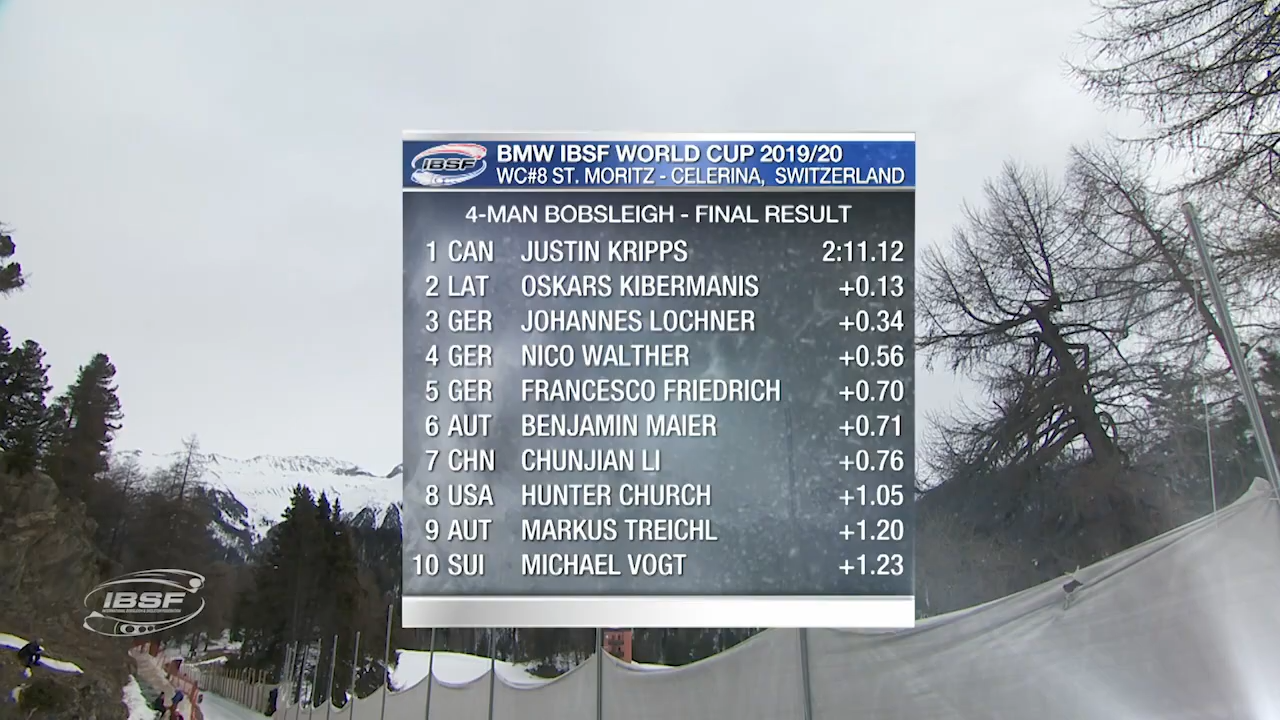 IBSF
BMW IBSF WORLD CUP 2019/20
WC#8 ST. MORITZ - CELERINA, SWITZERLAND
4-MAN BOBSLEIGH - FINAL RESULT
1 CAN JUSTIN KRIPPS 2:11.12
2 LAT OSKARS KIBERMANIS +0.13
3 GER JOHANNES LOCHNER +0.34
4 GER NICO WALTHER +0.56
5 GER FRANCESCO FRIEDRICH +0.70
6 AUT BENJAMIN MAIER +0.71
7 CHN CHUNJIAN LI +0.76
8 USA HUNTER CHURCH +1.05
9 AUT MARKUS TREICHL +1.20
10 SUI MICHAEL VOGT +1.23
IBSF